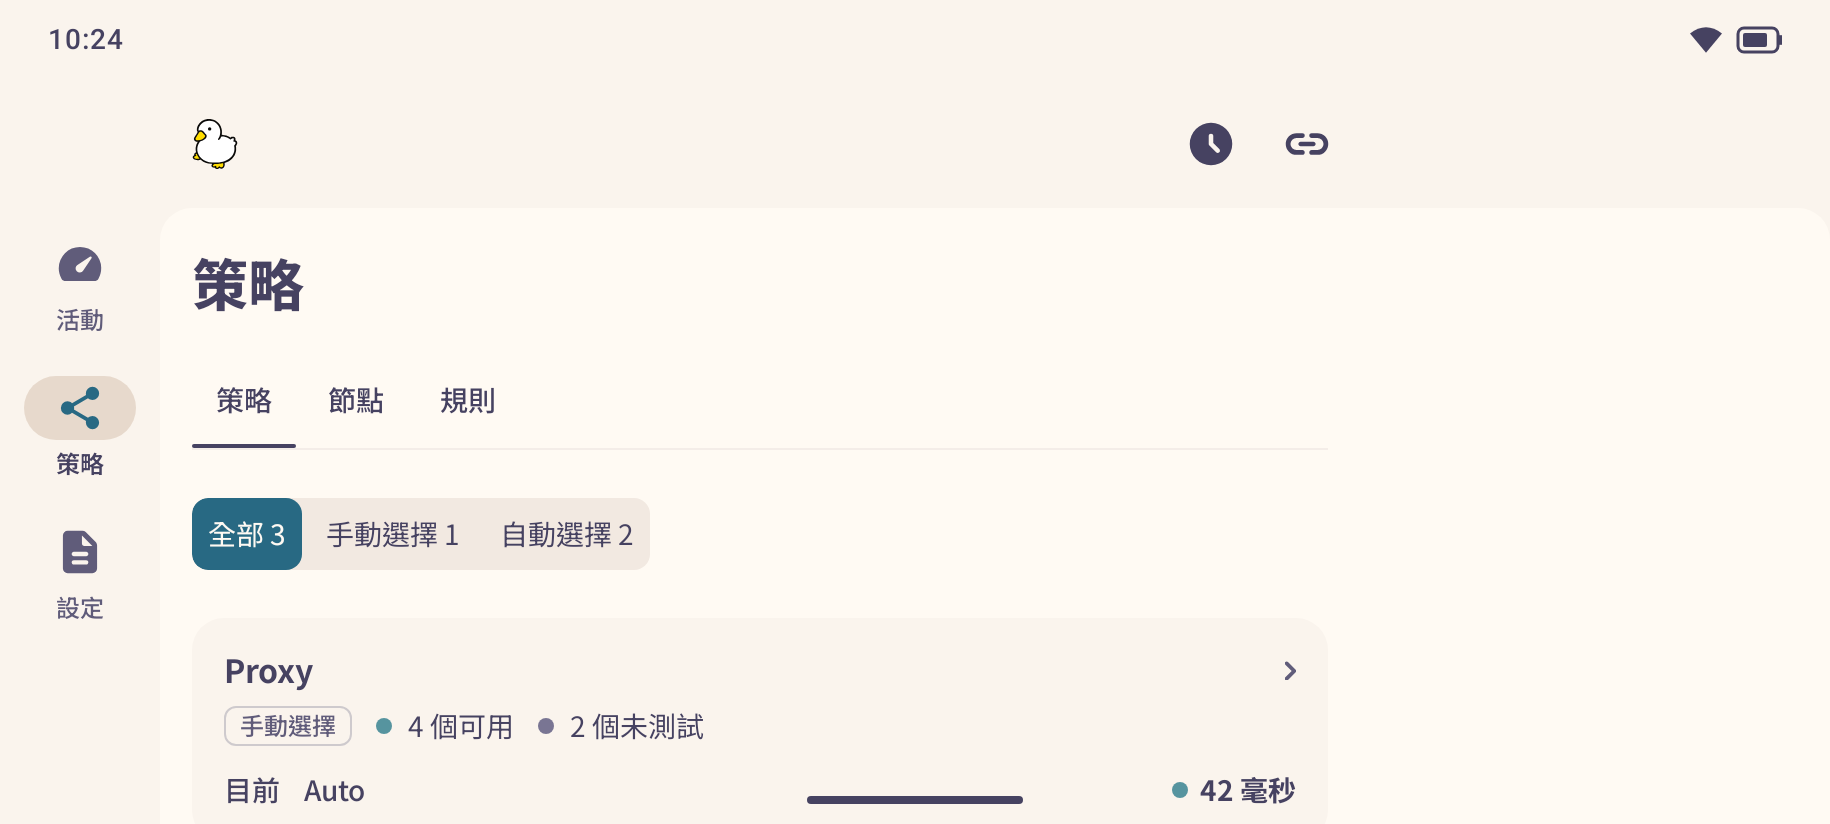 10:24
活動
策略
設定
策略
策略 節點 規則
全部 3 手動選擇 1 自動選擇 2
Proxy
手動選擇 4 個可用 2 個未測試
目前 Auto 42 毫秒